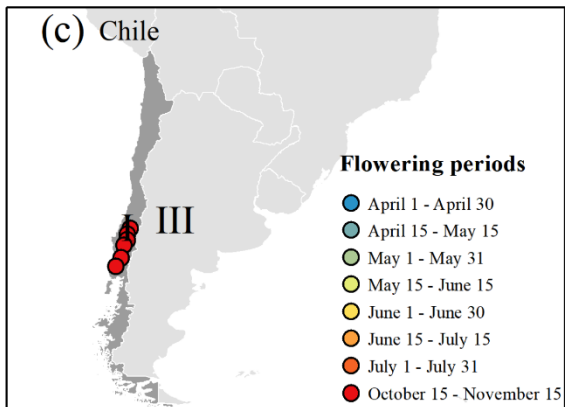 (c) Chile
I III
Flowering periods
April 1 - April 30
April 15 - May 15
May 1 - May 31
May 15 - June 15
June 1 - June 30
June 15 - July 15
July 1 - July 31
October 15 - November 15